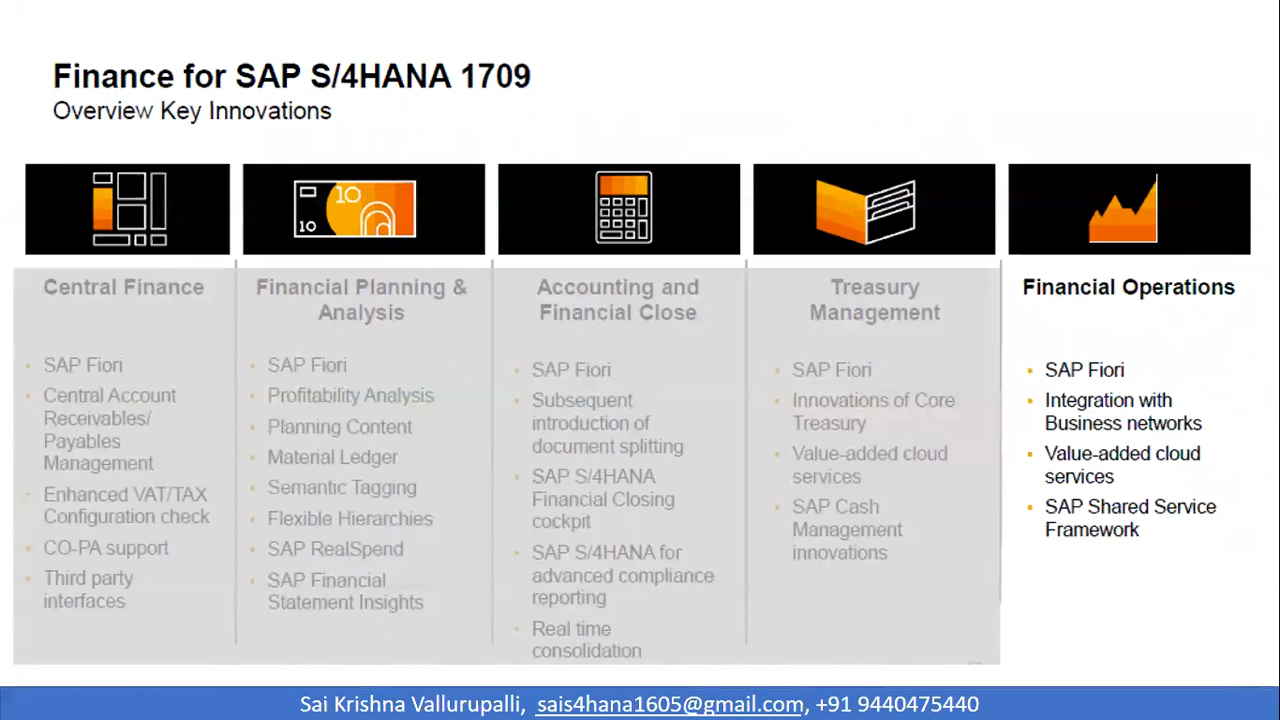 Finance for SAP S/4HANA 1709
Overview Key Innovations
10
10
Central Finance
SAP Fiori
Central Account
Receivables/
Payables
Management
Enhanced VAT/TAX
Configuration check
CO-PA support
Third party
interfaces
Financial Planning &
Analysis
SAP Fiori
Profitability Analysis
Planning Content
Material Ledger
Semantic Tagging
Flexible Hierarchies
SAP RealSpend
SAP Financial
Statement Insights
Accounting and
Financial Close
SAP Fiori
Subsequent
introduction of
document splitting
SAP S/4HANA
Financial Closing
cockpit
SAP S/4HANA for
advanced compliance
reporting
Real time
consolidation
Treasury
Management
SAP Fiori
Innovations of Core
Treasury
Value-added cloud
services
SAP Cash
Management
innovations
Financial Operations
SAP Fiori
Integration with
Business networks
Value-added cloud
services
SAP Shared Service
Framework
Sai Krishna Vallurupalli, sais4hana1605@gmail.com, +91 9440475440